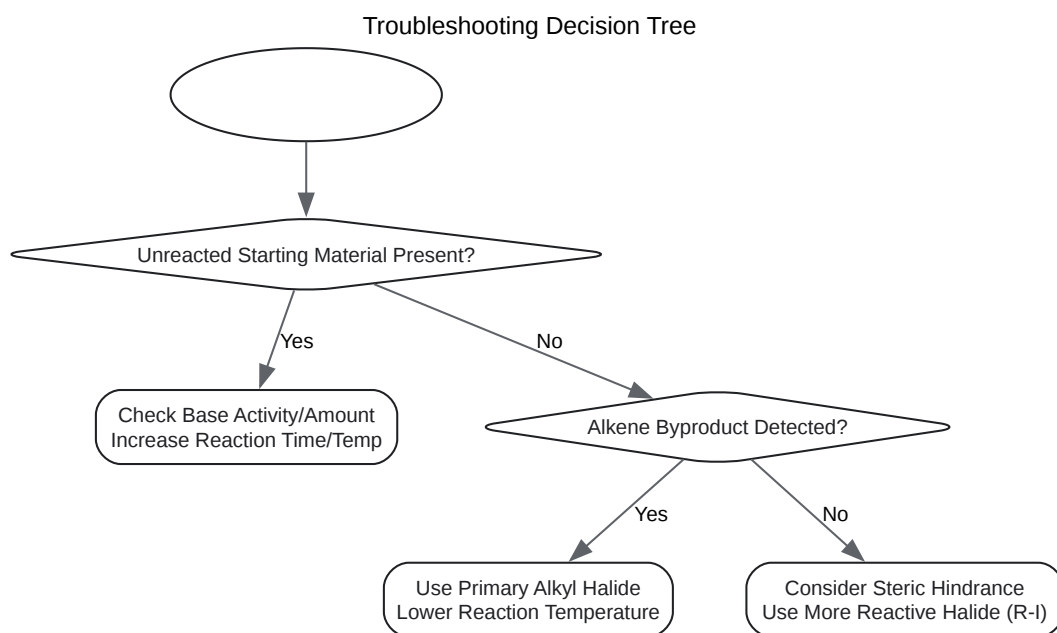 Troubleshooting Decision Tree
Unreacted Starting Material Present?
Yes
No
Check Base Activity/Amount
Increase Reaction Time/Temp
Alkene Byproduct Detected?
Yes
No
Use Primary Alkyl Halide
Lower Reaction Temperature
Consider Steric Hindrance
Use More Reactive Halide (R-I)